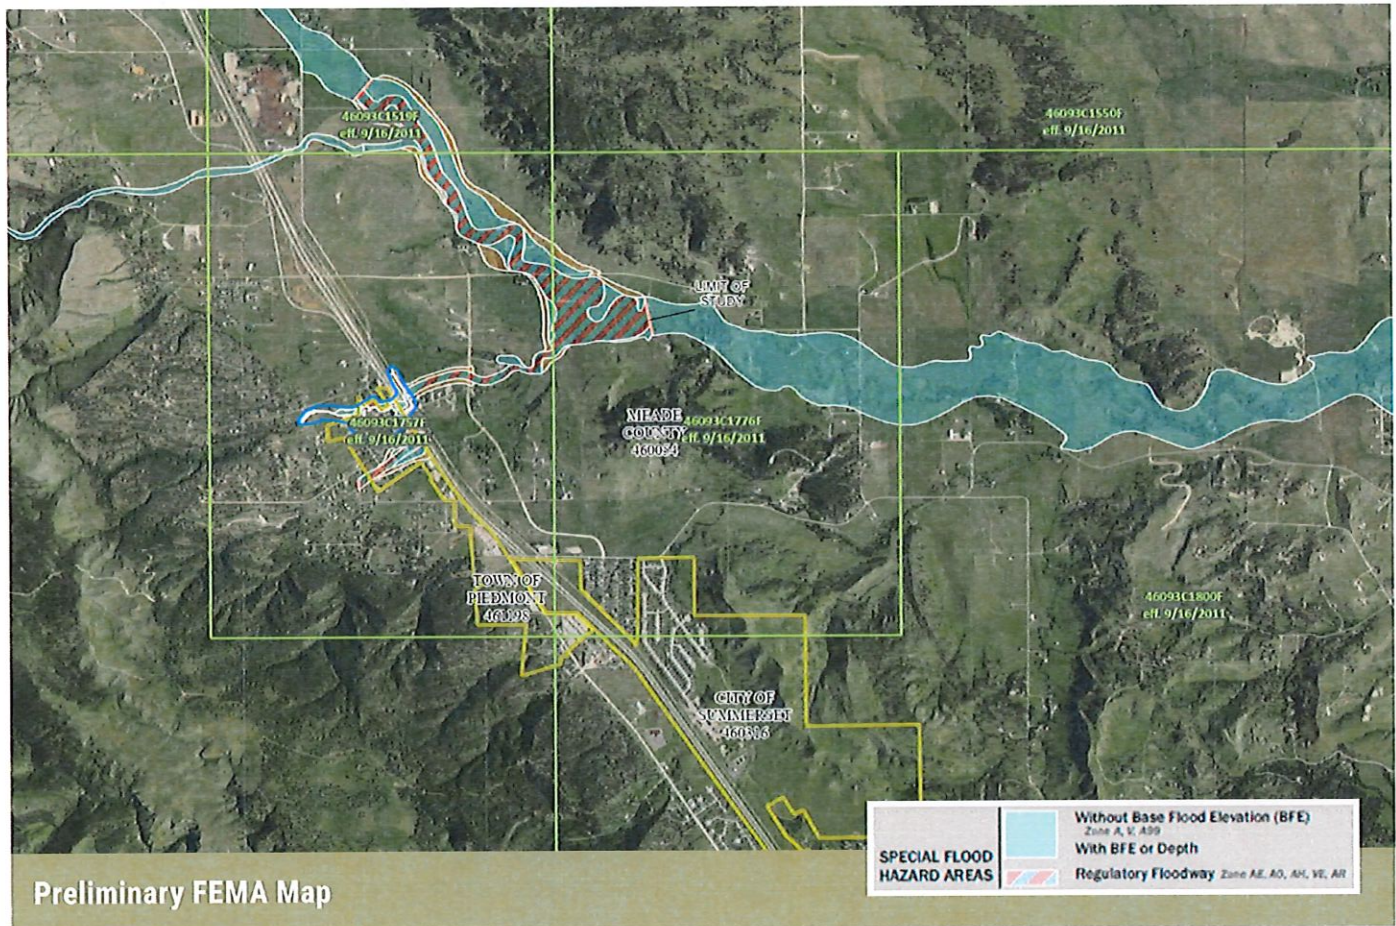 46093C1519F
eff. 9/16/2011
46093C1550F
eff. 9/16/2011
LIMIT OF
STUDY
46093C1757F
eff. 9/16/2011
MEADE
COUNTY
460054
46093C1776F
eff. 9/16/2011
TOWN OF
PIEDMONT
461198
46093C1800F
eff. 9/16/2011
CITY OF
SUMMERSET
460316
SPECIAL FLOOD
HAZARD AREAS
Without Base Flood Elevation (BFE)
Zone A, V, A99
With BFE or Depth
Regulatory Floodway Zone AE, AO, AH, VE, AR
Preliminary FEMA Map